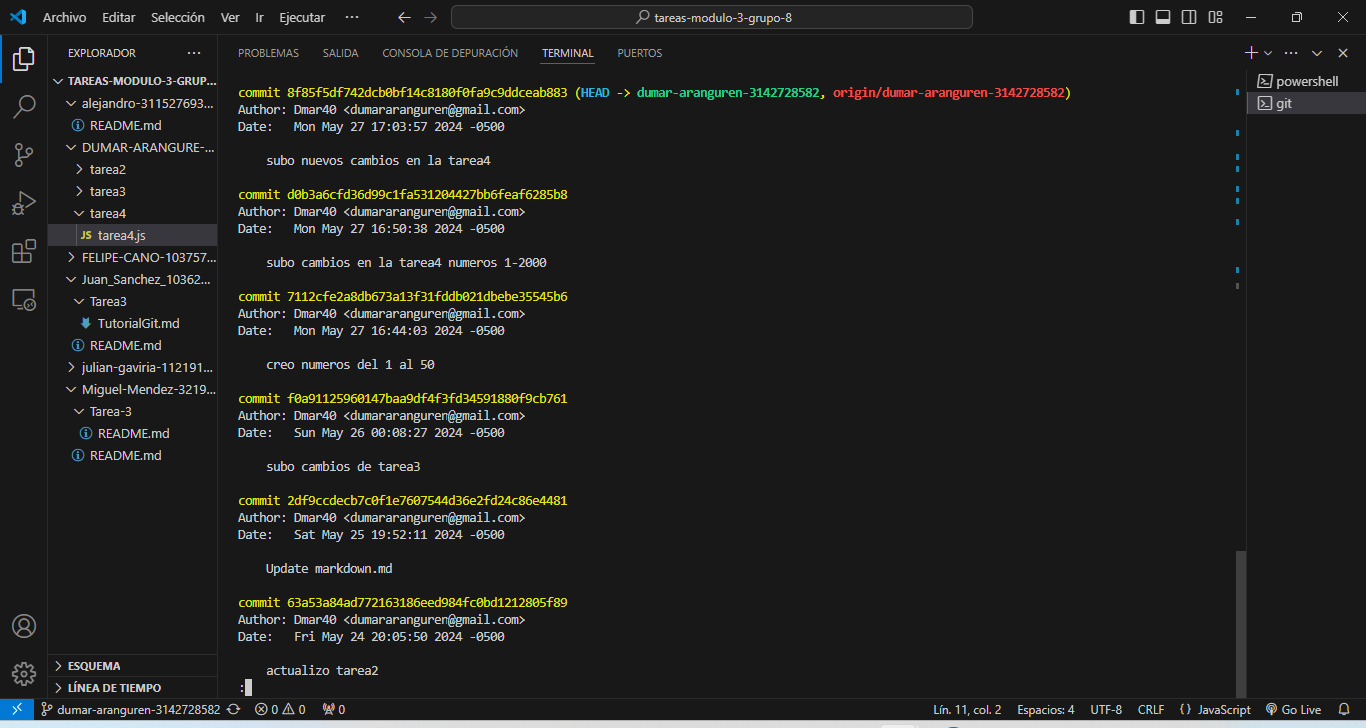 Archivo Editar Selección Ver Ir Ejecutar ··· tareas-modulo-3-grupo-8
EXPLORADOR ···
TAREAS-MODULO-3-GRUP...
alejandro-311527693...
README.md
DUMAR-ARANGURE-...
tarea2
tarea3
tarea4
JS tarea4.js
FELIPE-CANO-103757...
Juan_Sanchez_10362...
Tarea3
TutorialGit.md
README.md
julian-gaviria-112191...
Miguel-Mendez-3219...
Tarea-3
README.md
README.md
ESQUEMA
LÍNEA DE TIEMPO
PROBLEMAS SALIDA CONSOLA DE DEPURACIÓN TERMINAL PUERTOS
commit 8f85f5df742dcb0bf14c8180f0fa9c9ddceab883 (HEAD -> dumar-aranguren-3142728582, origin/dumar-aranguren-3142728582)
Author: Dmar40 <dumararanguren@gmail.com>
Date:   Mon May 27 17:03:57 2024 -0500
subo nuevos cambios en la tarea4
commit d0b3a6cfd36d99c1fa531204427bb6feaf6285b8
Author: Dmar40 <dumararanguren@gmail.com>
Date:   Mon May 27 16:50:38 2024 -0500
subo cambios en la tarea4 numeros 1-2000
commit 7112cfe2a8db673a13f31fddb021dbebe35545b6
Author: Dmar40 <dumararanguren@gmail.com>
Date:   Mon May 27 16:44:03 2024 -0500
creo numeros del 1 al 50
commit f0a91125960147baa9df4f3fd34591880f9cb761
Author: Dmar40 <dumararanguren@gmail.com>
Date:   Sun May 26 00:08:27 2024 -0500
subo cambios de tarea3
commit 2df9ccdecb7c0f1e7607544d36e2fd24c86e4481
Author: Dmar40 <dumararanguren@gmail.com>
Date:   Sat May 25 19:52:11 2024 -0500
Update markdown.md
commit 63a53a84ad772163186eed984fc0bd1212805f89
Author: Dmar40 <dumararanguren@gmail.com>
Date:   Fri May 24 20:05:50 2024 -0500
actualizo tarea2
:
powershell
git
dumar-aranguren-3142728582 0 0 0 Lín. 11, col. 2 Espacios: 4 UTF-8 CRLF {} JavaScript Go Live